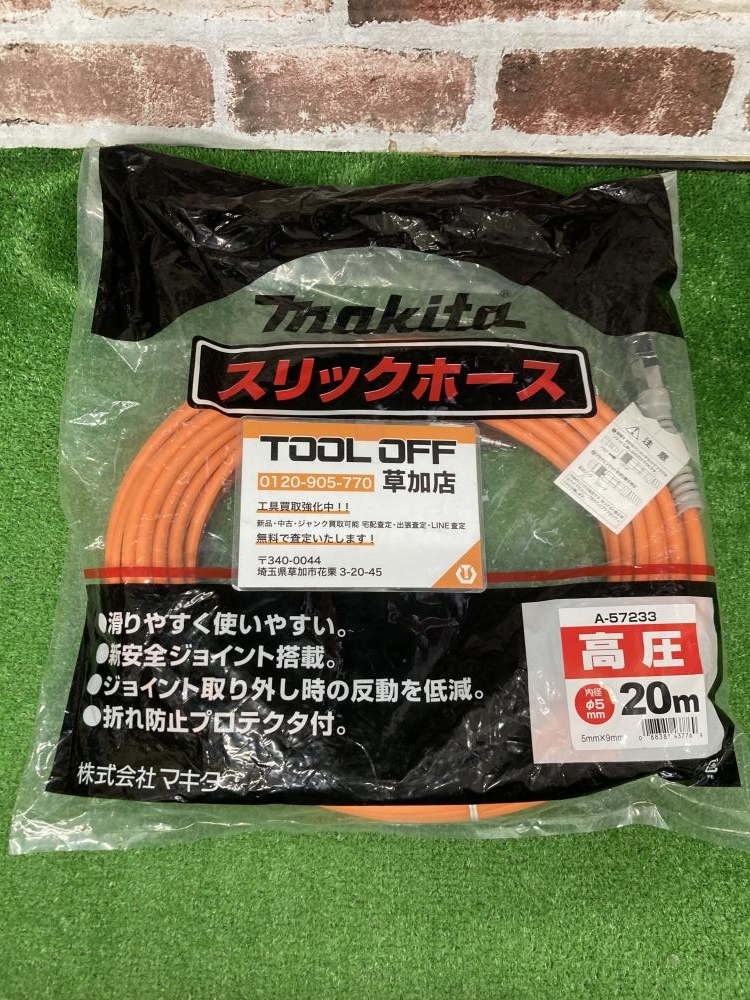 makita
スリックホース
TOOL OFF
0120-905-770 草加店
工具買取強化中！！
新品・中古・ジャンク買取可能 宅配査定・出張査定・LINE査定
無料で査定いたします！
〒340-0044
埼玉県草加市花栗 3-20-45
注意
●滑りやすく使いやすい。
●新安全ジョイント搭載。
●ジョイント取り外し時の反動を低減。
●折れ防止プロテクタ付。
株式会社 マキタ
A-57233
高圧
内径
φ5
mm
20m
5mm×9mm